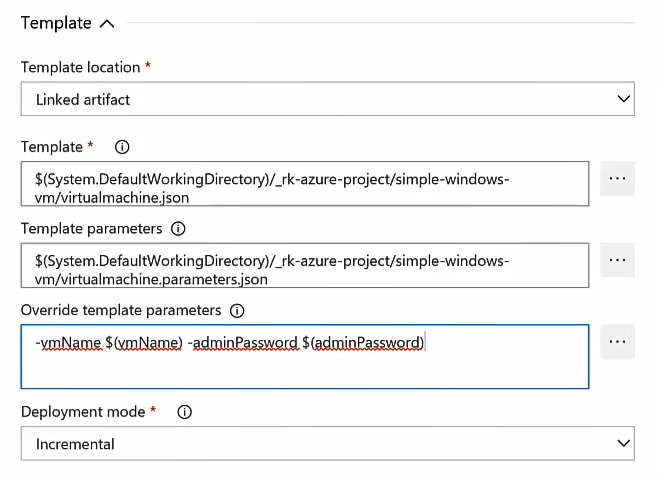 Template
Template location *
Linked artifact
Template *
$(System.DefaultWorkingDirectory)/_rk-azure-project/simple-windows-
vm/virtualmachine.json
...
Template parameters
$(System.DefaultWorkingDirectory)/_rk-azure-project/simple-windows-
vm/virtualmachine.parameters.json
...
Override template parameters
-vmName $(vmName) -adminPassword $(adminPassword)
...
Deployment mode *
Incremental